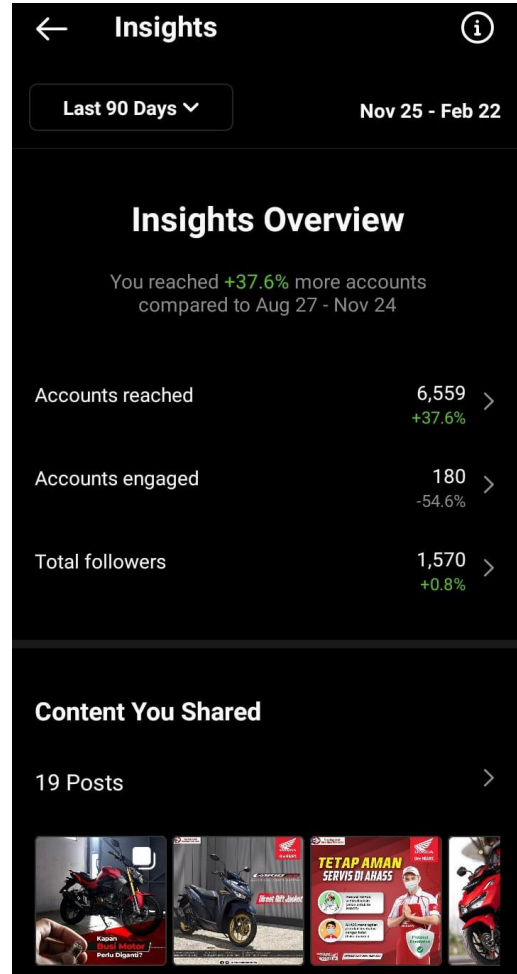 Insights
Last 90 Days
Nov 25 - Feb 22
Insights Overview
You reached +37.6% more accounts
compared to Aug 27 - Nov 24
Accounts reached
6,559
+37.6%
Accounts engaged
180
-54.6%
Total followers
1,570
+0.8%
Content You Shared
19 Posts
Kapan
Busi Motor
Perlu Diganti?
TETAP AMAN
SERVIS DI AHASS